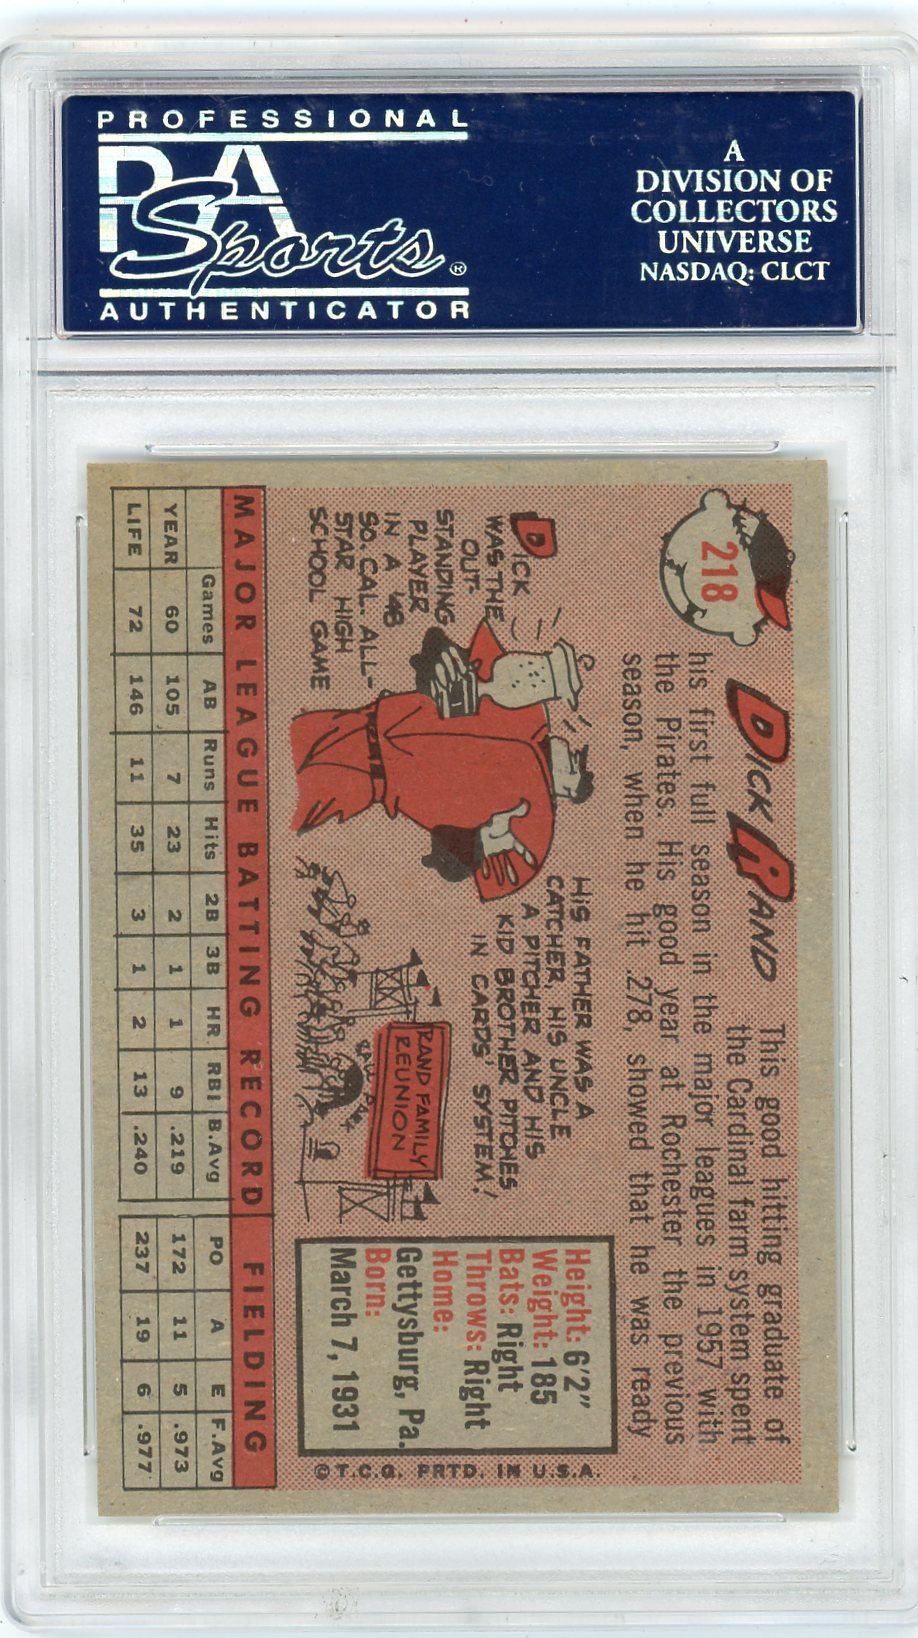 PROFESSIONAL
PSA
Sports®
AUTHENTICATOR
A
DIVISION OF
COLLECTORS
UNIVERSE
NASDAQ: CLCT
218
DICK RAND
This good hitting graduate of
the Cardinal farm system spent
his first full season in the major leagues in 1957 with
the Pirates. His good year at Rochester the previous
season, when he hit .278, showed that he was ready
DICK
WAS THE
OUT-
STANDING
PLAYER
IN A '48
SO. CAL. ALL-
STAR HIGH
SCHOOL GAME
HIS FATHER WAS A
CATCHER, HIS UNCLE
A PITCHER AND HIS
KID BROTHER PITCHES
IN CARDS' SYSTEM!
RAND FAMILY
REUNION
Height: 6'2"
Weight: 185
Bats: Right
Throws: Right
Home:
Gettysburg, Pa.
Born:
March 7, 1931
©T.C.G. PRTD. IN U.S.A.
MAJOR LEAGUE BATTING RECORD FIELDING
Games AB Runs Hits 2B 3B HR RBI B.Avg PO A E F.Avg
YEAR 60 105 7 23 2 1 1 9 .219 172 11 5 .973
LIFE 72 146 11 35 3 1 2 13 .240 237 19 6 .977